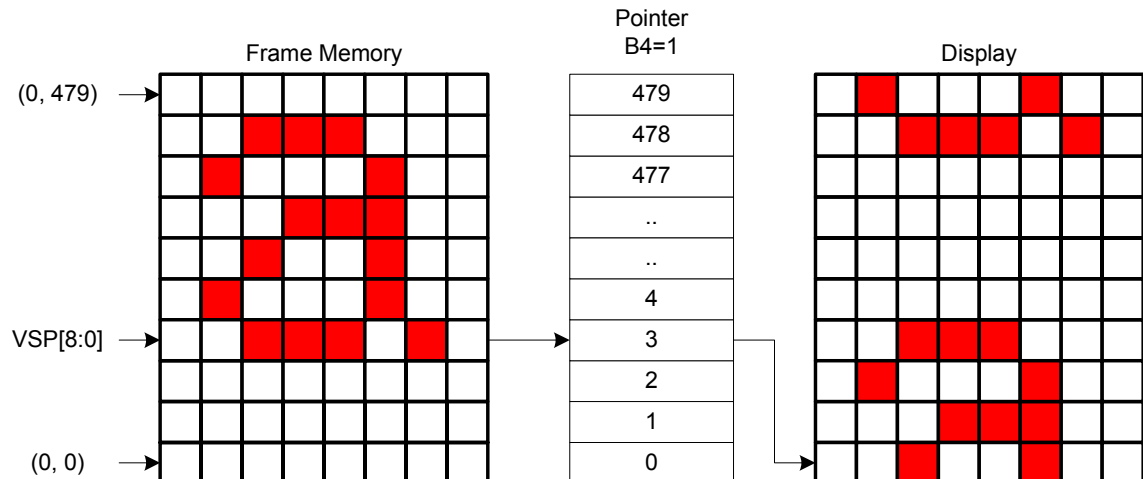 Pointer
B4=1
Frame Memory
Display
(0, 479)
479
478
477
..
..
4
VSP[8:0]
3
2
1
(0, 0)
0